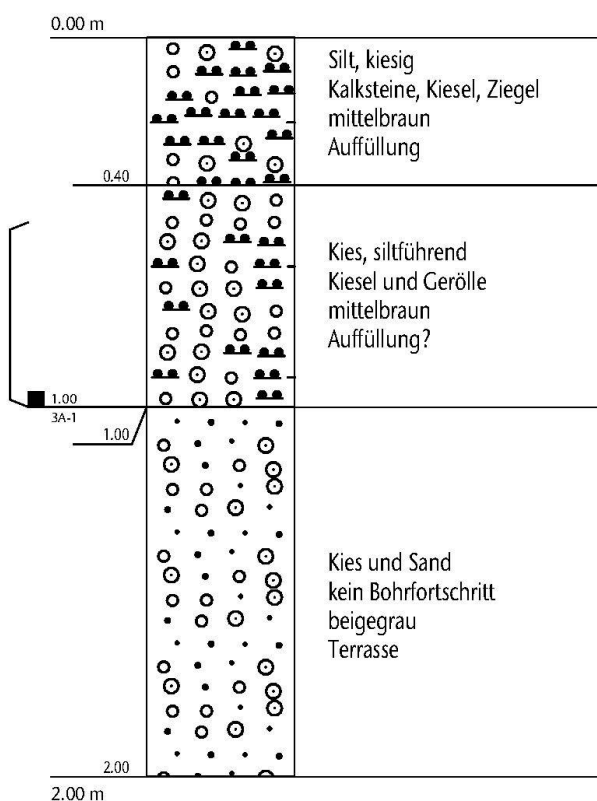 0.00 m
Silt, kiesig
Kalksteine, Kiesel, Ziegel
mittelbraun
Auffüllung
0.40
Kies, siltführend
Kiesel und Gerölle
mittelbraun
Auffüllung?
1.00
3A-1
1.00
Kies und Sand
kein Bohrfortschritt
beigegrau
Terrasse
2.00
2.00 m